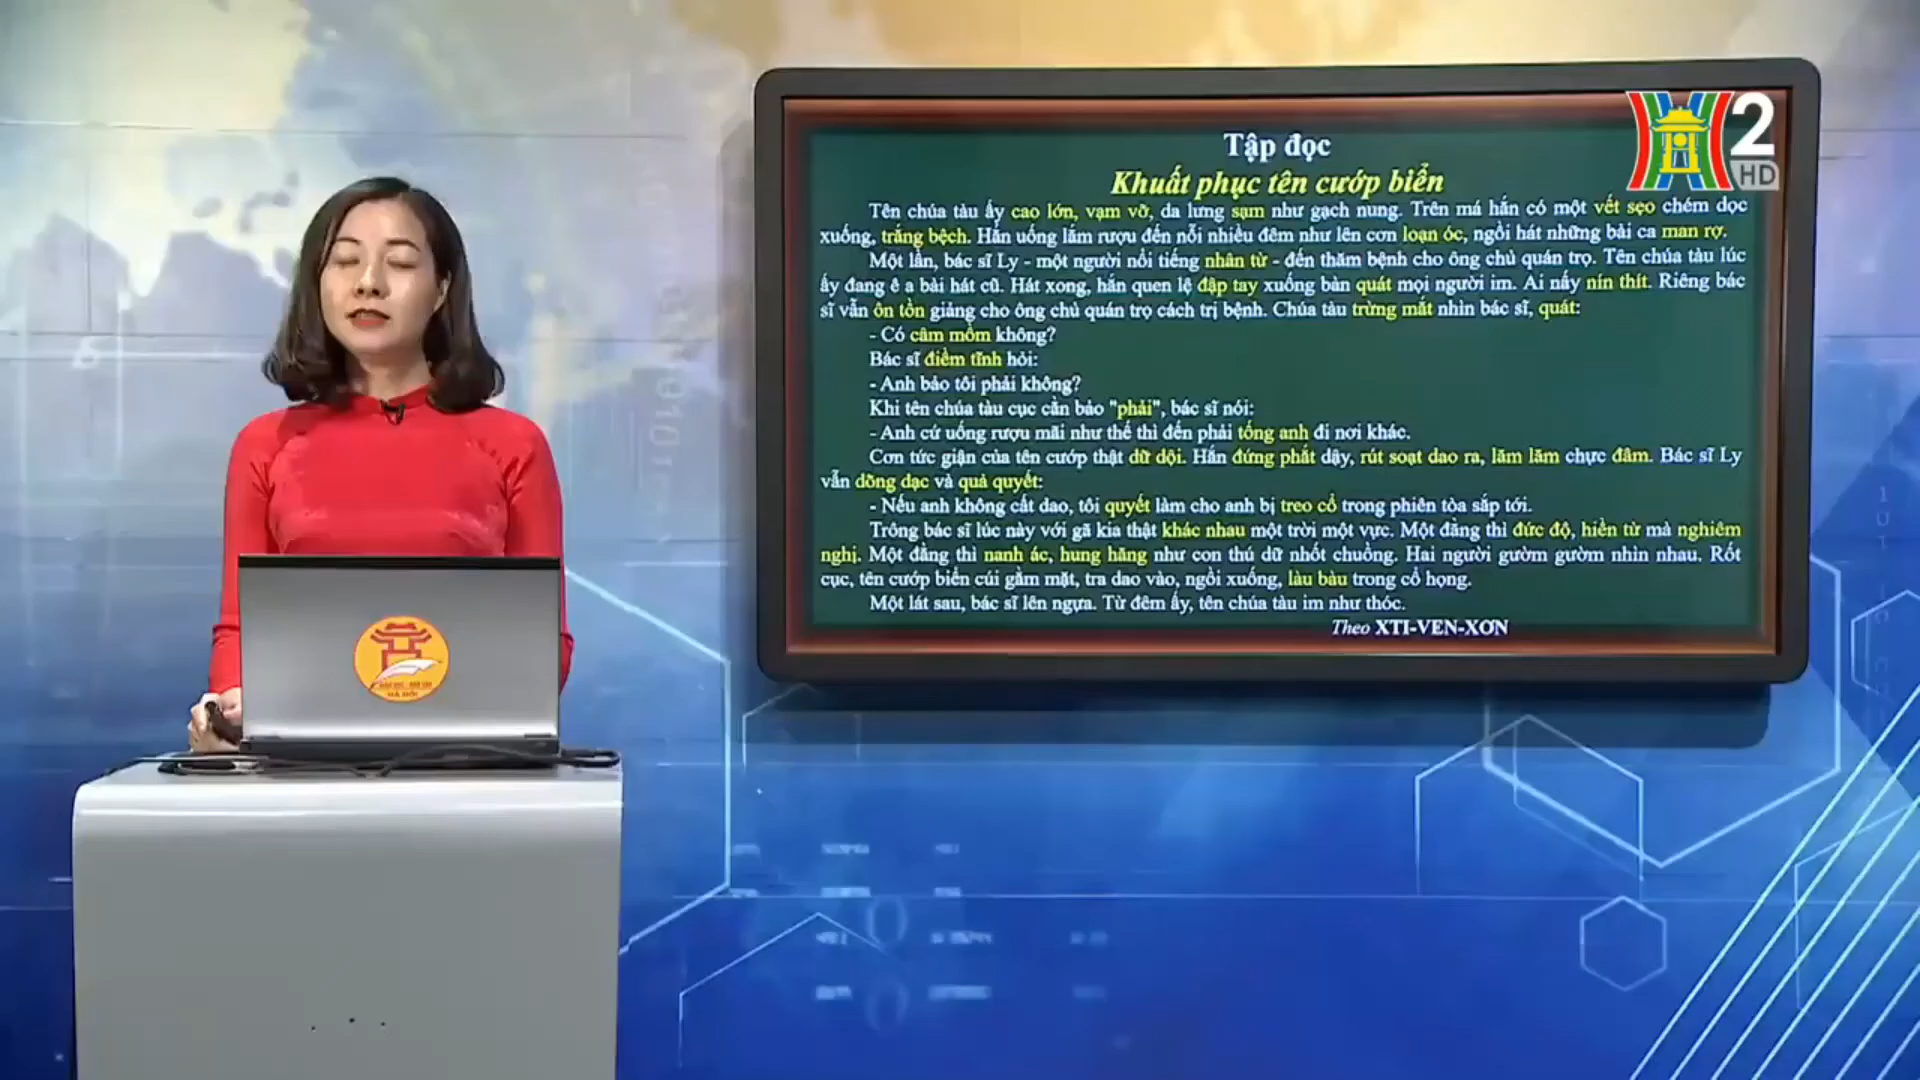 2
HD
Tập đọc
Khuất phục tên cướp biển
Tên chúa tàu ấy cao lớn, vạm vỡ, da lưng sạm như gạch nung. Trên má hắn có một vết sẹo chém dọc
xuống, trắng bệch. Hắn uống lắm rượu đến nỗi nhiều đêm như lên cơn loạn óc, ngồi hát những bài ca man rợ.
Một lần, bác sĩ Ly - một người nổi tiếng nhân từ - đến thăm bệnh cho ông chủ quán trọ. Tên chúa tàu lúc
ấy đang ê a bài hát cũ. Hát xong, hắn quen lệ đập tay xuống bàn quát mọi người im. Ai nấy nín thít. Riêng bác
sĩ vẫn ôn tồn giảng cho ông chủ quán trọ cách trị bệnh. Chúa tàu trừng mắt nhìn bác sĩ, quát:
- Có câm mồm không?
Bác sĩ điềm tĩnh hỏi:
- Anh bảo tôi phải không?
Khi tên chúa tàu cục cằn bảo "phải", bác sĩ nói:
- Anh cứ uống rượu mãi như thế thì đến phải tống anh đi nơi khác.
Cơn tức giận của tên cướp thật dữ dội. Hắn đứng phắt dậy, rút soạt dao ra, lăm lăm chực đâm. Bác sĩ Ly
vẫn dõng dạc và quả quyết:
- Nếu anh không cất dao, tôi quyết làm cho anh bị treo cổ trong phiên tòa sắp tới.
Trông bác sĩ lúc này với gã kia thật khác nhau một trời một vực. Một đằng thì đức độ, hiền từ mà nghiêm
nghị. Một đằng thì nanh ác, hung hăng như con thú dữ nhốt chuồng. Hai người gườm gườm nhìn nhau. Rốt
cục, tên cướp biển cúi gằm mặt, tra dao vào, ngồi xuống, làu bàu trong cổ họng.
Một lát sau, bác sĩ lên ngựa. Từ đêm ấy, tên chúa tàu im như thóc.
Theo XTI-VEN-XƠN
HÀ NỘI